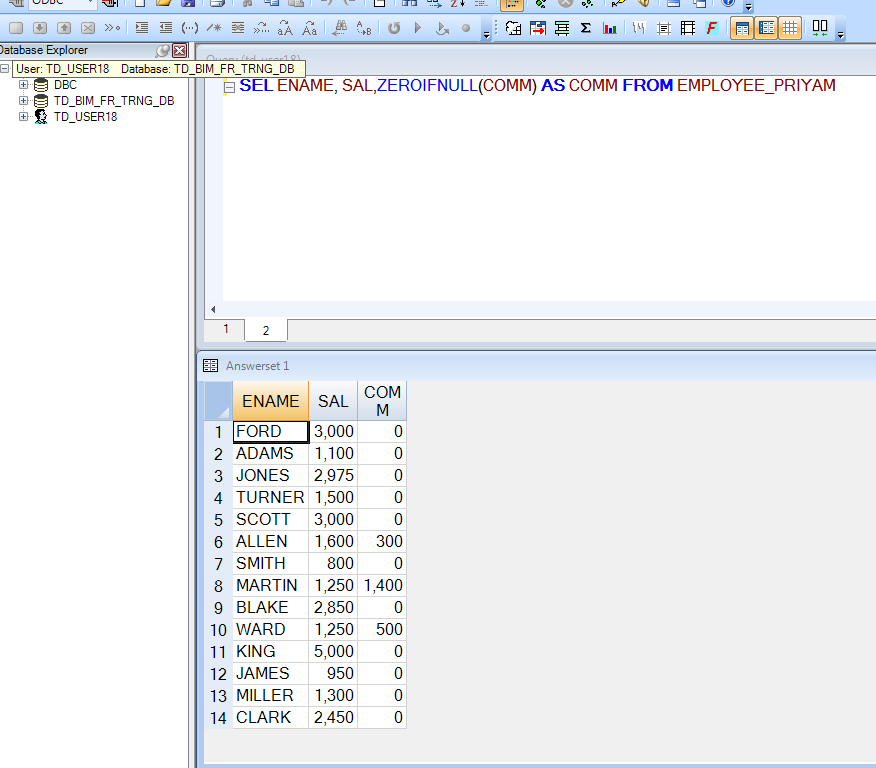 ODBC
Database Explorer
Query (td_user18)
User: TD_USER18 Database: TD_BIM_FR_TRNG_DB
DBC
TD_BIM_FR_TRNG_DB
TD_USER18
SEL ENAME, SAL,ZEROIFNULL(COMM) AS COMM FROM EMPLOYEE_PRIYAM
1 2
Answerset 1
ENAME SAL COM
M
1 FORD 3,000 0
2 ADAMS 1,100 0
3 JONES 2,975 0
4 TURNER 1,500 0
5 SCOTT 3,000 0
6 ALLEN 1,600 300
7 SMITH 800 0
8 MARTIN 1,250 1,400
9 BLAKE 2,850 0
10 WARD 1,250 500
11 KING 5,000 0
12 JAMES 950 0
13 MILLER 1,300 0
14 CLARK 2,450 0